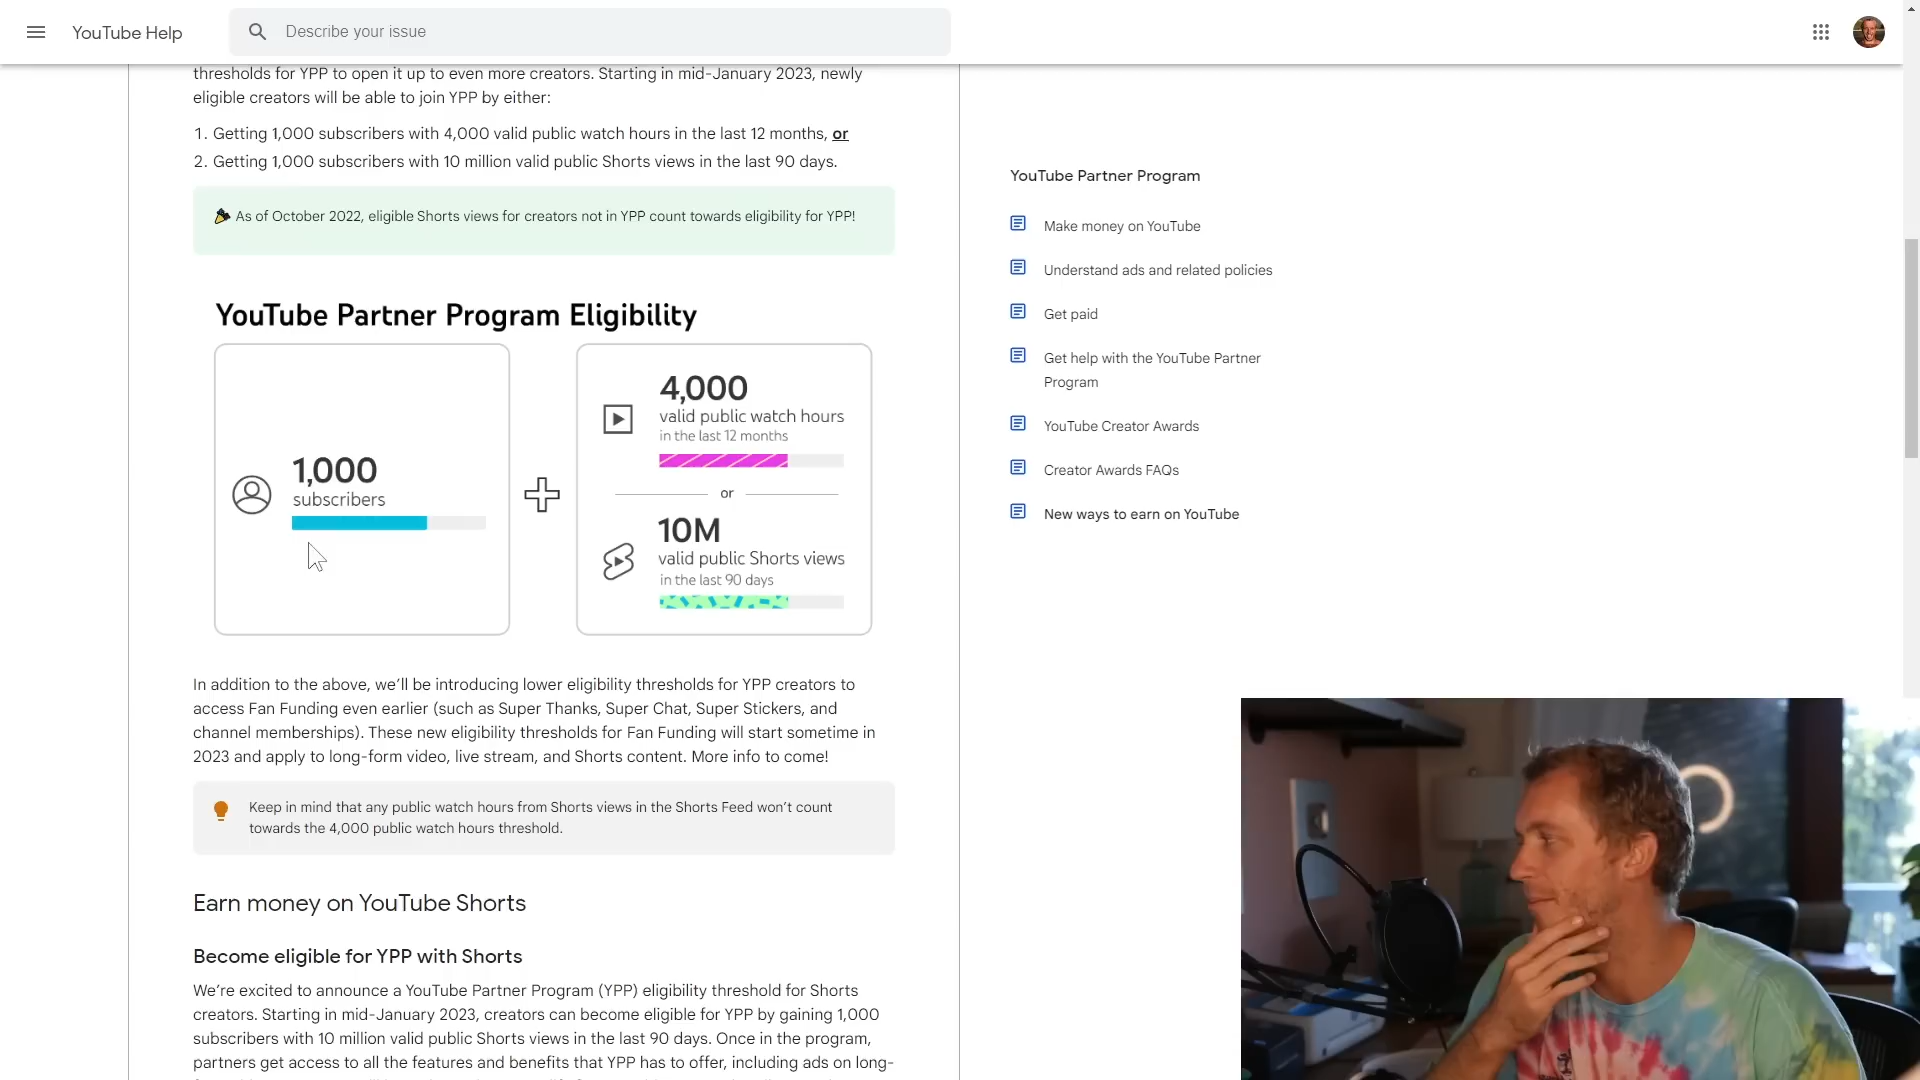 YouTube Help
Describe your issue
thresholds for YPP to open it up to even more creators. Starting in mid-January 2023, newly
eligible creators will be able to join YPP by either:
1. Getting 1,000 subscribers with 4,000 valid public watch hours in the last 12 months, or
2. Getting 1,000 subscribers with 10 million valid public Shorts views in the last 90 days.
As of October 2022, eligible Shorts views for creators not in YPP count towards eligibility for YPP!
YouTube Partner Program Eligibility
1,000
subscribers
4,000
valid public watch hours
in the last 12 months
or
10M
valid public Shorts views
in the last 90 days
In addition to the above, we’ll be introducing lower eligibility thresholds for YPP creators to
access Fan Funding even earlier (such as Super Thanks, Super Chat, Super Stickers, and
channel memberships). These new eligibility thresholds for Fan Funding will start sometime in
2023 and apply to long-form video, live stream, and Shorts content. More info to come!
Keep in mind that any public watch hours from Shorts views in the Shorts Feed won’t count
towards the 4,000 public watch hours threshold.
Earn money on YouTube Shorts
Become eligible for YPP with Shorts
We’re excited to announce a YouTube Partner Program (YPP) eligibility threshold for Shorts
creators. Starting in mid-January 2023, creators can become eligible for YPP by gaining 1,000
subscribers with 10 million valid public Shorts views in the last 90 days. Once in the program,
partners get access to all the features and benefits that YPP has to offer, including ads on long-
YouTube Partner Program
Make money on YouTube
Understand ads and related policies
Get paid
Get help with the YouTube Partner
Program
YouTube Creator Awards
Creator Awards FAQs
New ways to earn on YouTube